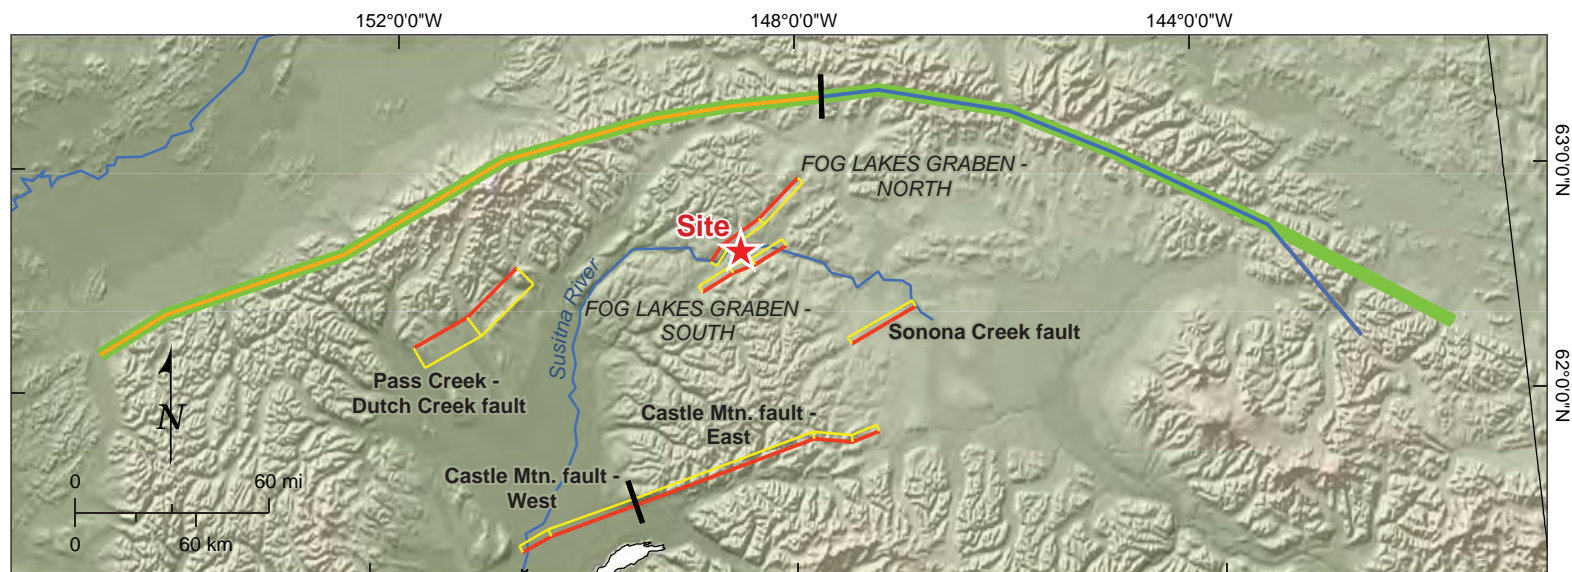 152°0'0"W
148°0'0"W
144°0'0"W
63°0'0"N
FOG LAKES GRABEN -
NORTH
Site
Susitna River
FOG LAKES GRABEN -
SOUTH
Sonona Creek fault
62°0'0"N
Pass Creek -
Dutch Creek fault
Castle Mtn. fault -
East
N
Castle Mtn. fault -
West
0 60 mi
0 60 km